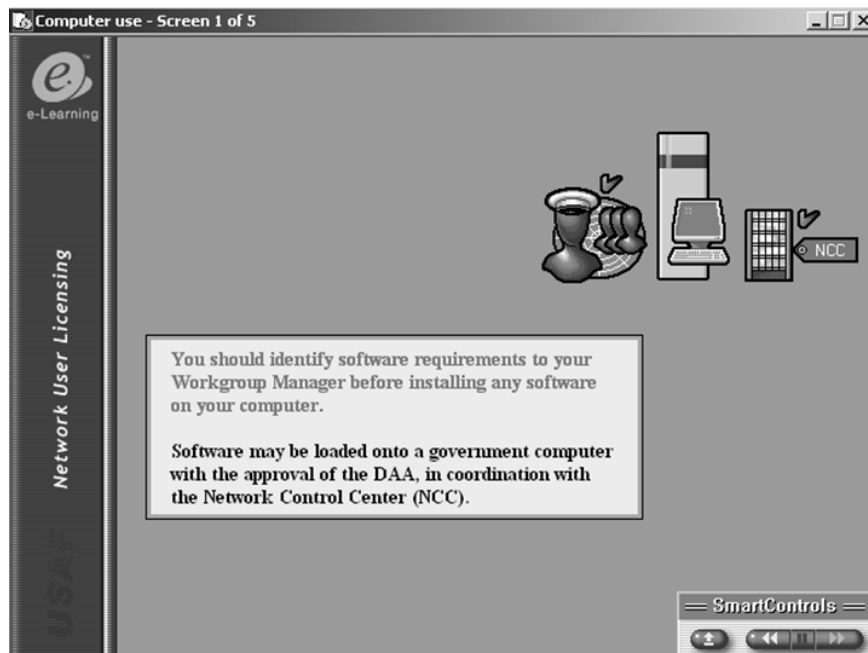 Computer use - Screen 1 of 5
e
™
e-Learning
Network User Licensing
USAF
NCC
You should identify software requirements to your
Workgroup Manager before installing any software
on your computer.
Software may be loaded onto a government computer
with the approval of the DAA, in coordination with
the Network Control Center (NCC).
SmartControls